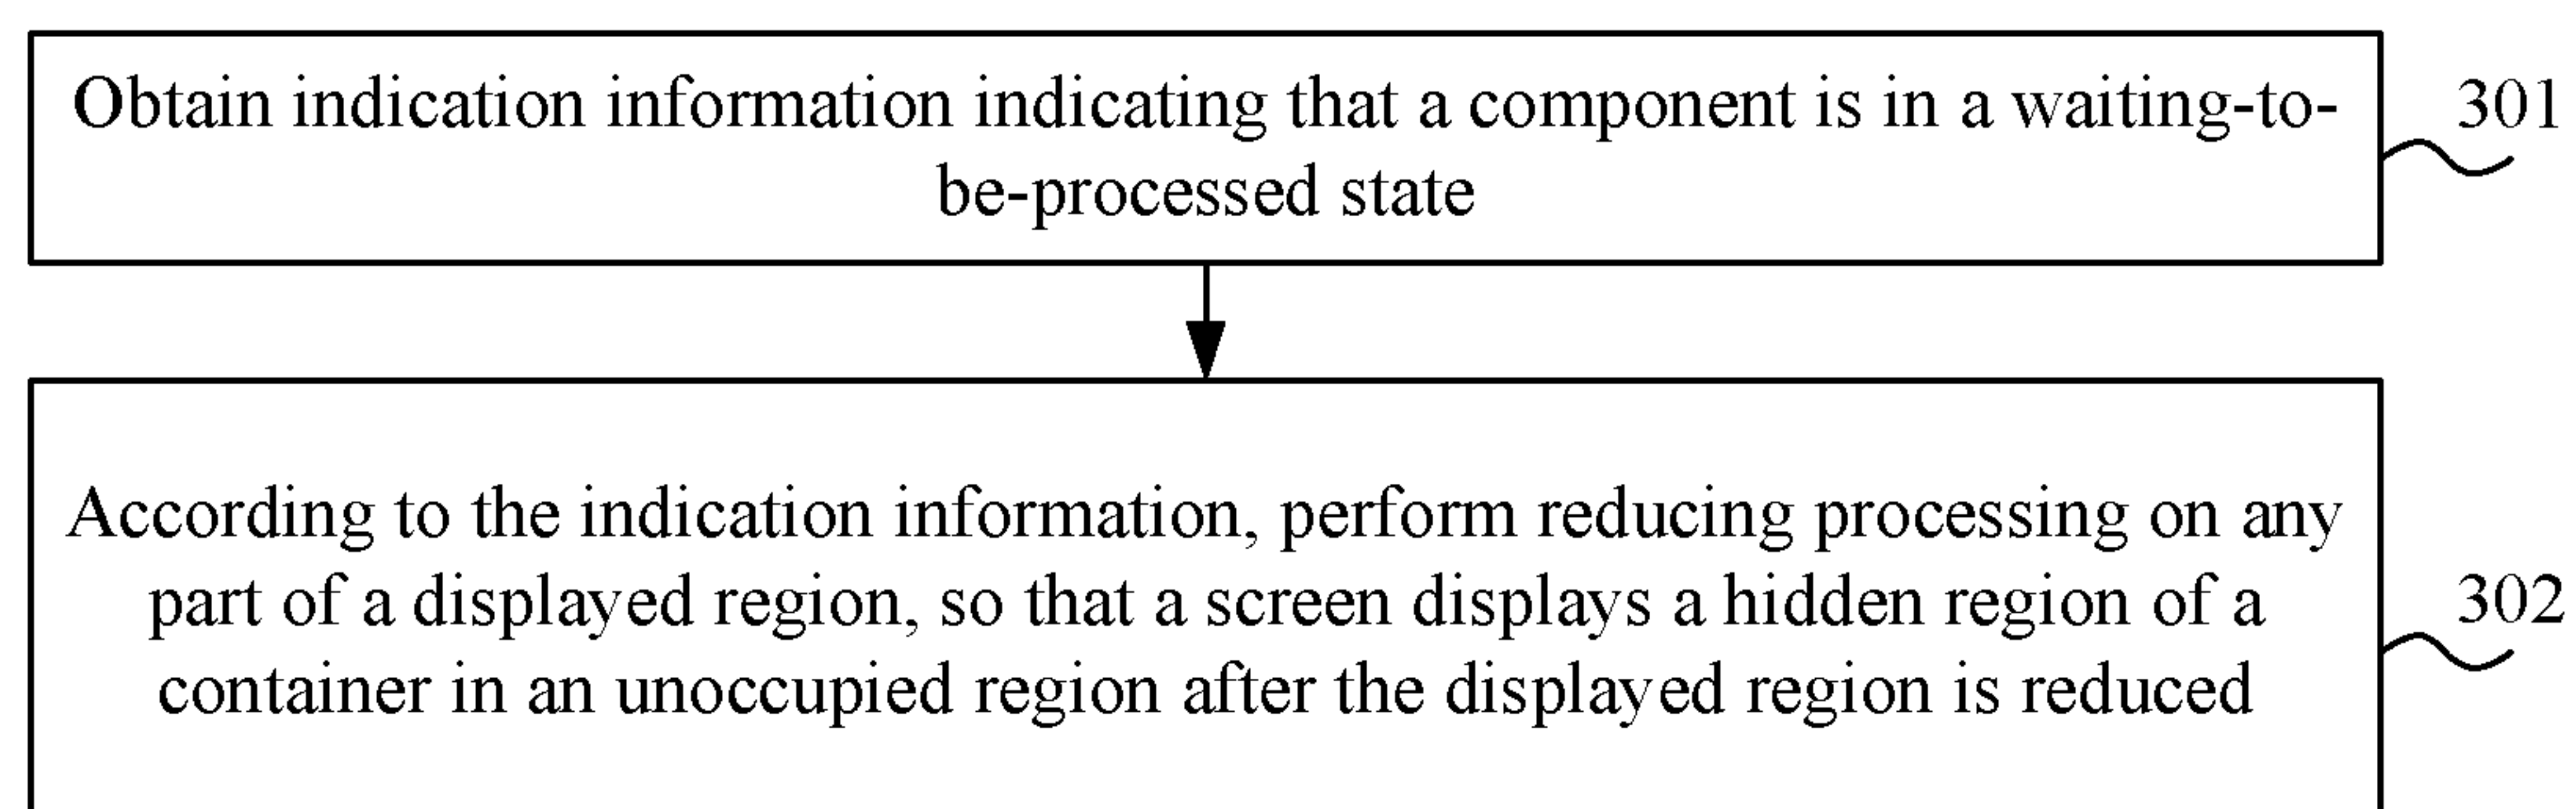 Obtain indication information indicating that a component is in a waiting-to-
be-processed state
301
According to the indication information, perform reducing processing on any
part of a displayed region, so that a screen displays a hidden region of a
container in an unoccupied region after the displayed region is reduced
302